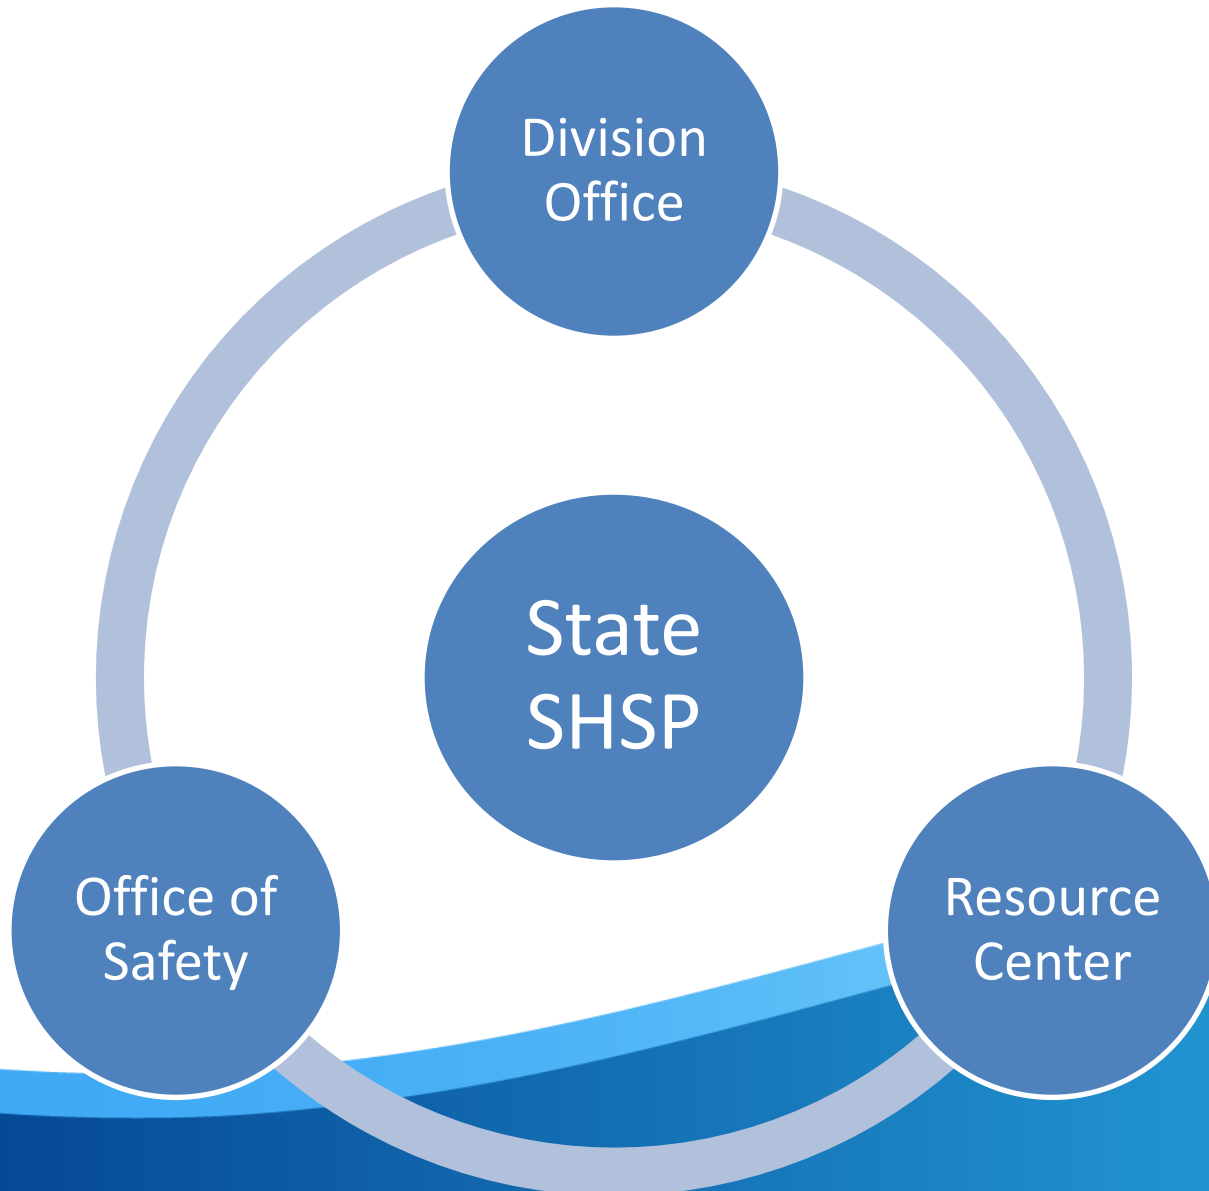 Division
Office
State
SHSP
Office of
Safety
Resource
Center